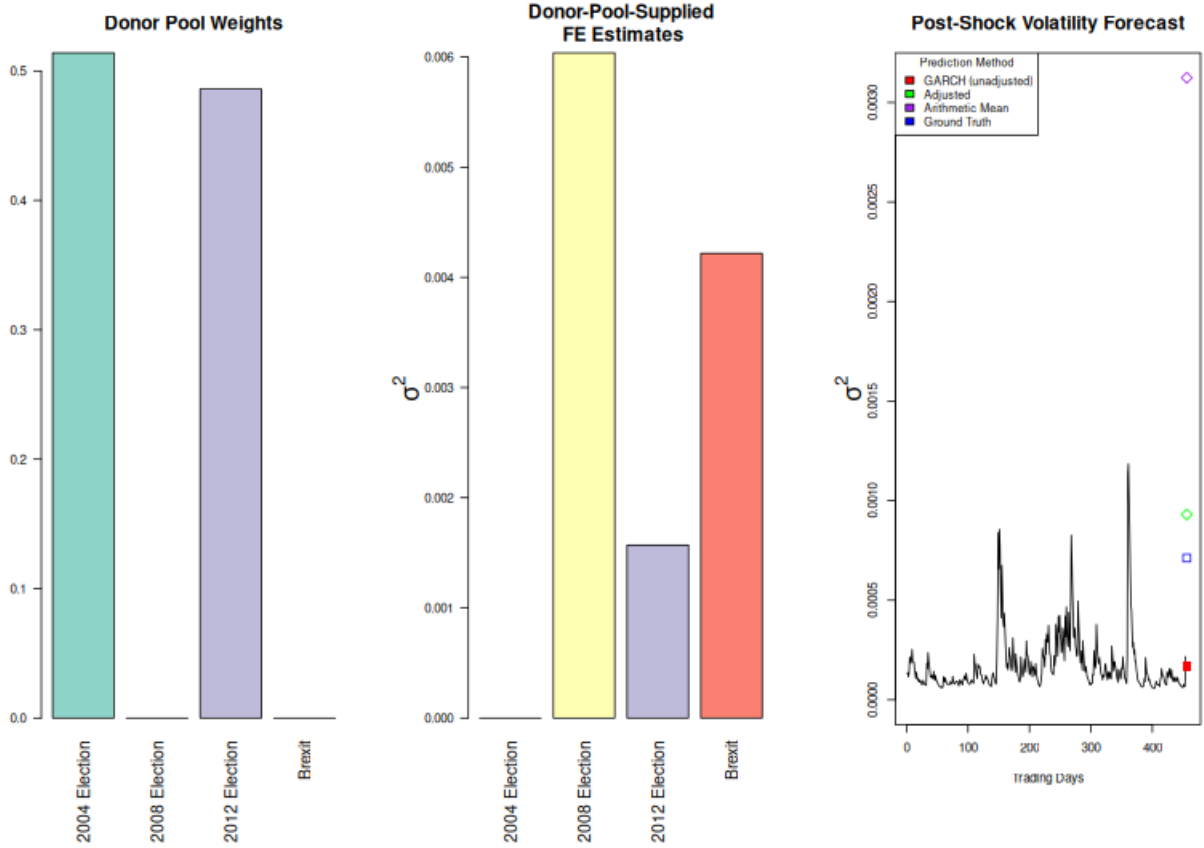 Donor Pool Weights
0.5
0.4
0.3
0.2
0.1
0.0
2004 Election
2008 Election
2012 Election
Brexit
Donor-Pool-Supplied
FE Estimates
σ²
0.006
0.005
0.004
0.003
0.002
0.001
0.000
2004 Election
2008 Election
2012 Election
Brexit
Post-Shock Volatility Forecast
Prediction Method
GARCH (unadjusted)
Adjusted
Arithmetic Mean
Ground Truth
σ²
0.0030
0.0025
0.0020
0.0015
0.0010
0.0005
0.0000
0
100
200
300
400
Trading Days